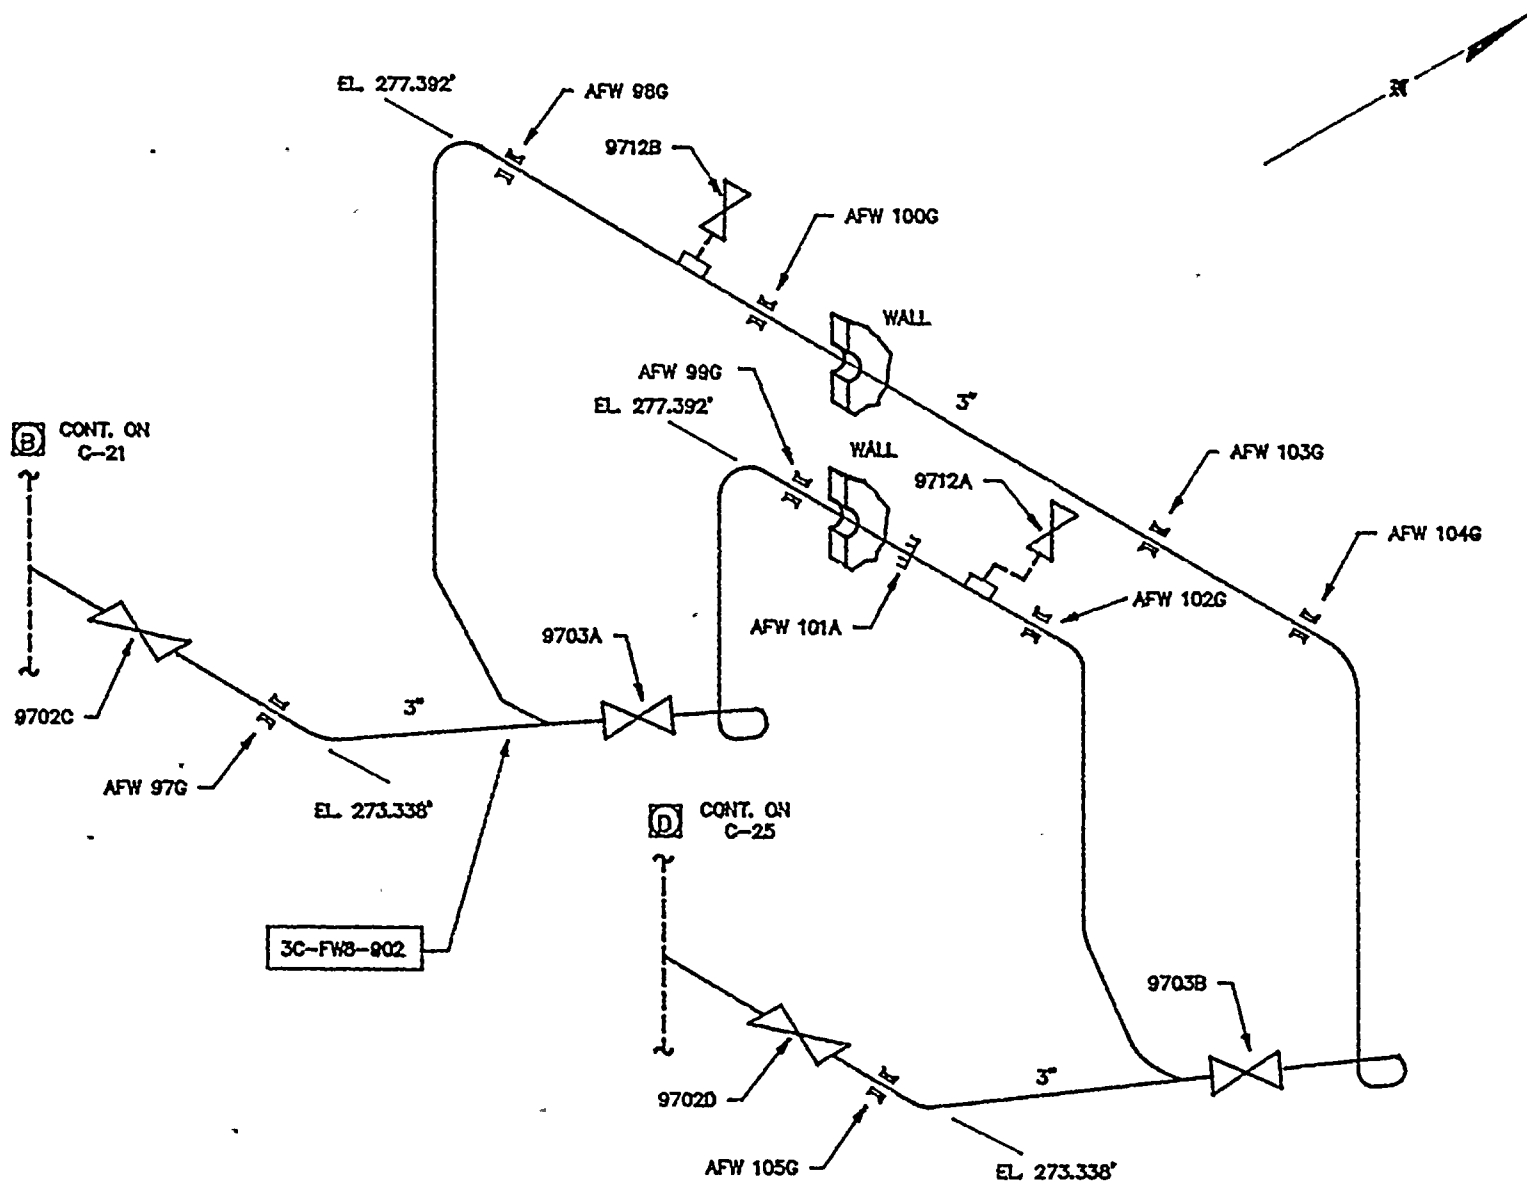 N
EL. 277.392'
AFW 98G
9712B
AFW 100G
WALL
AFW 99G
EL. 277.392'
3"
B
CONT. ON
C-21
WALL
9712A
AFW 103G
AFW 104G
AFW 102G
AFW 101A
9703A
9702C
3"
AFW 97G
EL. 273.338'
D
CONT. ON
C-25
3C-FW8-902
9703B
3"
9702D
AFW 105G
EL. 273.338'